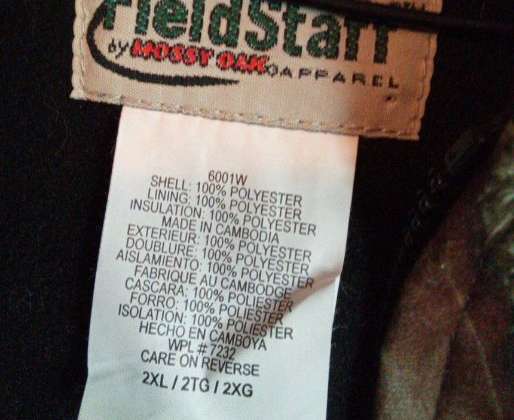 FieldStaff
by MOSSY OAK APPAREL
6001W
SHELL: 100% POLYESTER
LINING: 100% POLYESTER
INSULATION: 100% POLYESTER
MADE IN CAMBODIA
EXTERIEUR: 100% POLYESTER
DOUBLURE: 100% POLYESTER
AISLAMIENTO: 100% POLYESTER
FABRIQUE AU CAMBODGE
CASCARA: 100% POLIESTER
FORRO: 100% POLIESTER
ISOLATION: 100% POLIESTER
HECHO EN CAMBOYA
WPL # 7232
CARE ON REVERSE
2XL / 2TG / 2XG